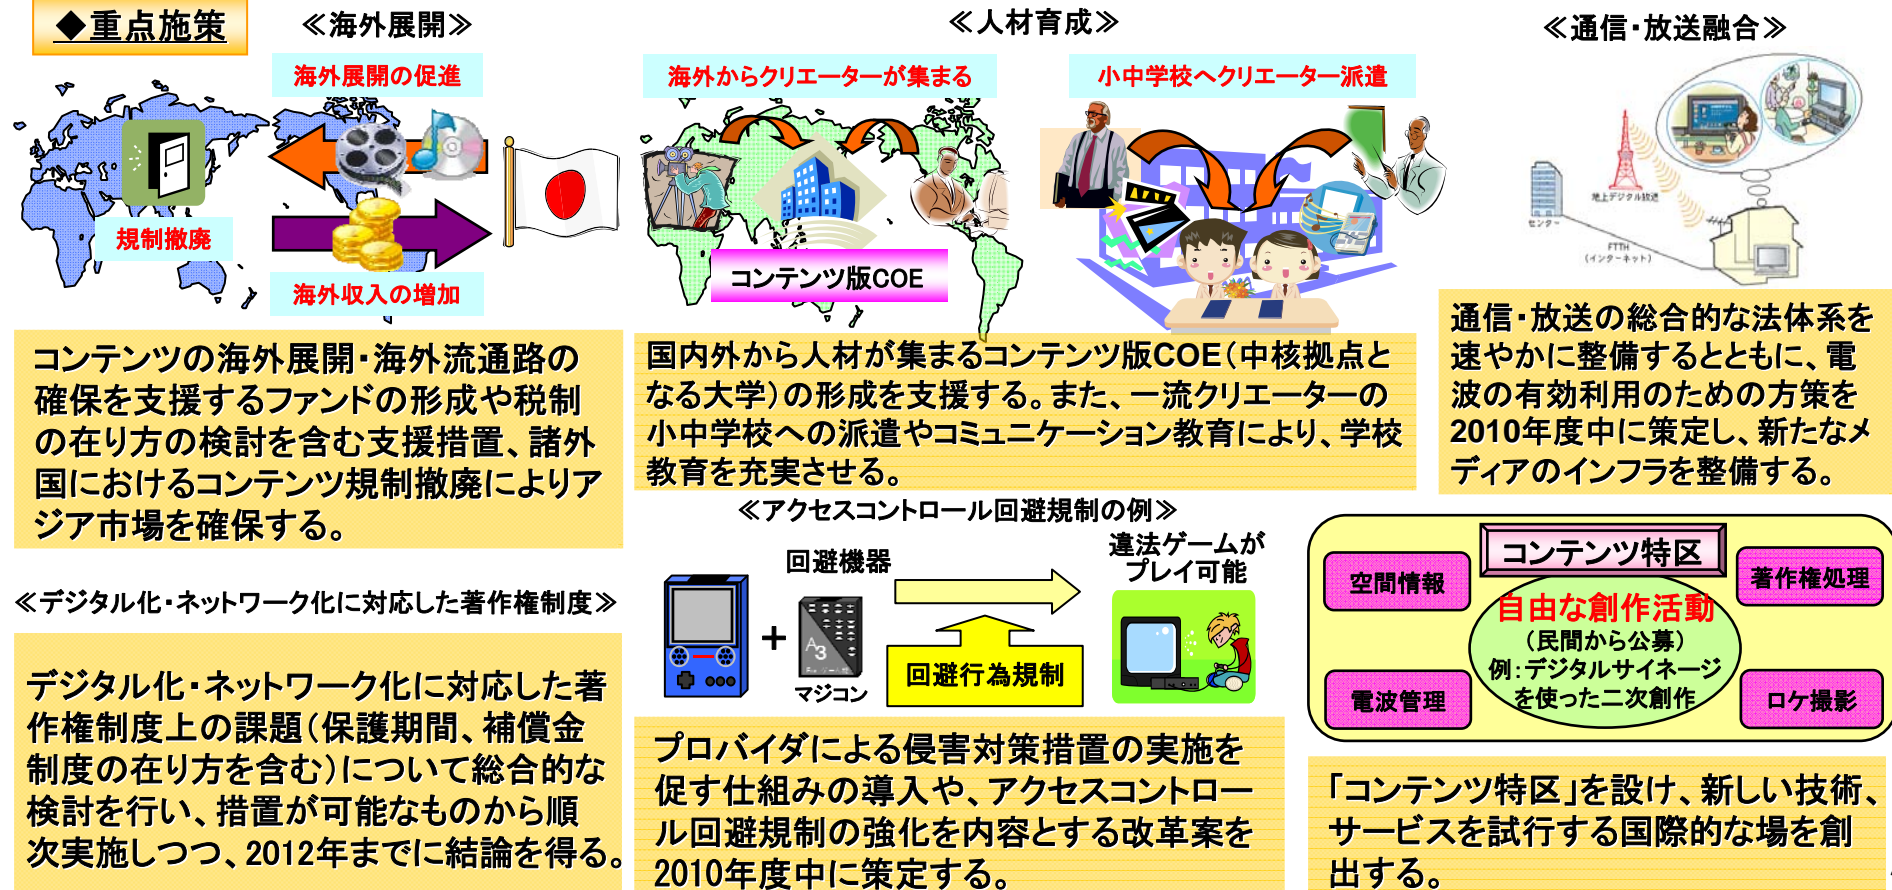 ◆重点施策
≪海外展開≫
海外展開の促進
規制撤廃
海外収入の増加
コンテンツの海外展開・海外流通路の
確保を支援するファンドの形成や税制
の在り方の検討を含む支援措置、諸外
国におけるコンテンツ規制撤廃によりア
ジア市場を確保する。
≪人材育成≫
海外からクリエーターが集まる
小中学校へクリエーター派遣
コンテンツ版COE
国内外から人材が集まるコンテンツ版COE（中核拠点と
なる大学）の形成を支援する。また、一流クリエーターの
小中学校への派遣やコミュニケーション教育により、学校
教育を充実させる。
≪通信・放送融合≫
地上デジタル放送
センター
FTTH
(インターネット)
通信・放送の総合的な法体系を
速やかに整備するとともに、電
波の有効利用のための方策を
2010年度中に策定し、新たなメ
ディアのインフラを整備する。
≪デジタル化・ネットワーク化に対応した著作権制度≫
デジタル化・ネットワーク化に対応した著
作権制度上の課題（保護期間、補償金
制度の在り方を含む）について総合的な
検討を行い、措置が可能なものから順
次実施しつつ、2012年までに結論を得る。
≪アクセスコントロール回避規制の例≫
回避機器
違法ゲームが
プレイ可能
+
A3
マジコン
回避行為規制
プロバイダによる侵害対策措置の実施を
促す仕組みの導入や、アクセスコントロー
ル回避規制の強化を内容とする改革案を
2010年度中に策定する。
コンテンツ特区
空間情報
著作権処理
自由な創作活動
（民間から公募）
例：デジタルサイネージ
を使った二次創作
電波管理
ロケ撮影
「コンテンツ特区」を設け、新しい技術、
サービスを試行する国際的な場を創
出する。